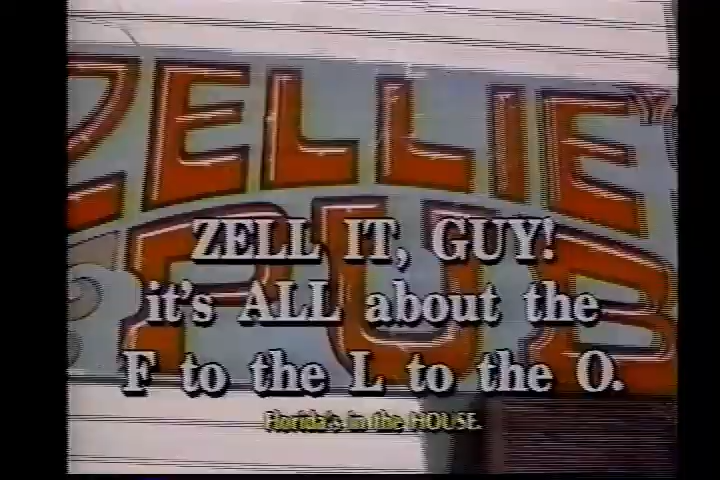 ZELLIE'S
PUB
ZELL IT, GUY!
it's ALL about the
F to the L to the O.
Florida's in the HOUSE.